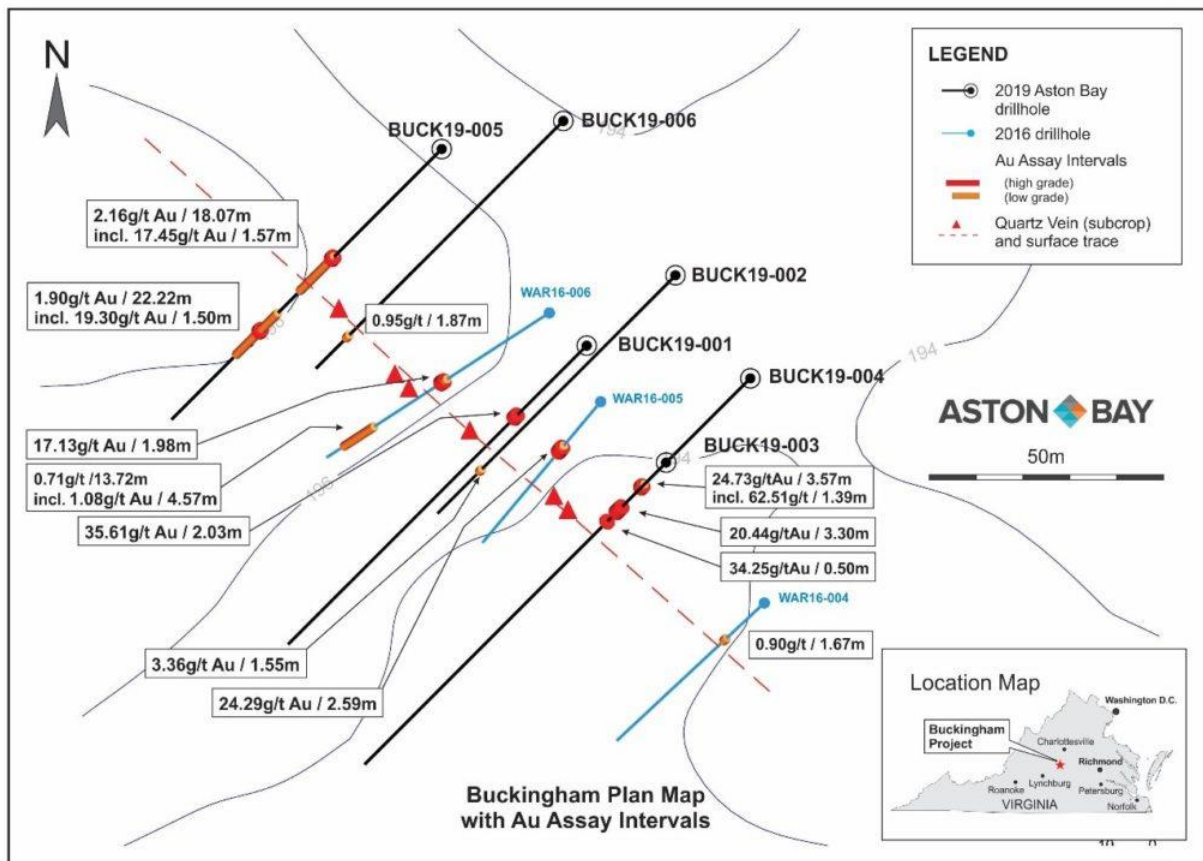 N
BUCK19-005
BUCK19-006
194
LEGEND
2019 Aston Bay
drillhole
2016 drillhole
Au Assay Intervals
(high grade)
(low grade)
Quartz Vein (subcrop)
and surface trace
2.16g/t Au / 18.07m
incl. 17.45g/t Au / 1.57m
BUCK19-002
WAR16-006
1.90g/t Au / 22.22m
incl. 19.30g/t Au / 1.50m
0.95g/t / 1.87m
BUCK19-001
194
BUCK19-004
WAR16-005
ASTON BAY
50m
BUCK19-003
194
17.13g/t Au / 1.98m
0.71g/t /13.72m
incl. 1.08g/t Au / 4.57m
196
24.73g/tAu / 3.57m
incl. 62.51g/t / 1.39m
35.61g/t Au / 2.03m
20.44g/tAu / 3.30m
34.25g/tAu / 0.50m
WAR16-004
0.90g/t / 1.67m
3.36g/t Au / 1.55m
24.29g/t Au / 2.59m
Location Map
Washington D.C.
Buckingham
Project
Charlottesville
Richmond
Lynchburg
Roanoke
Petersburg
Norfolk
VIRGINIA
Buckingham Plan Map
with Au Assay Intervals